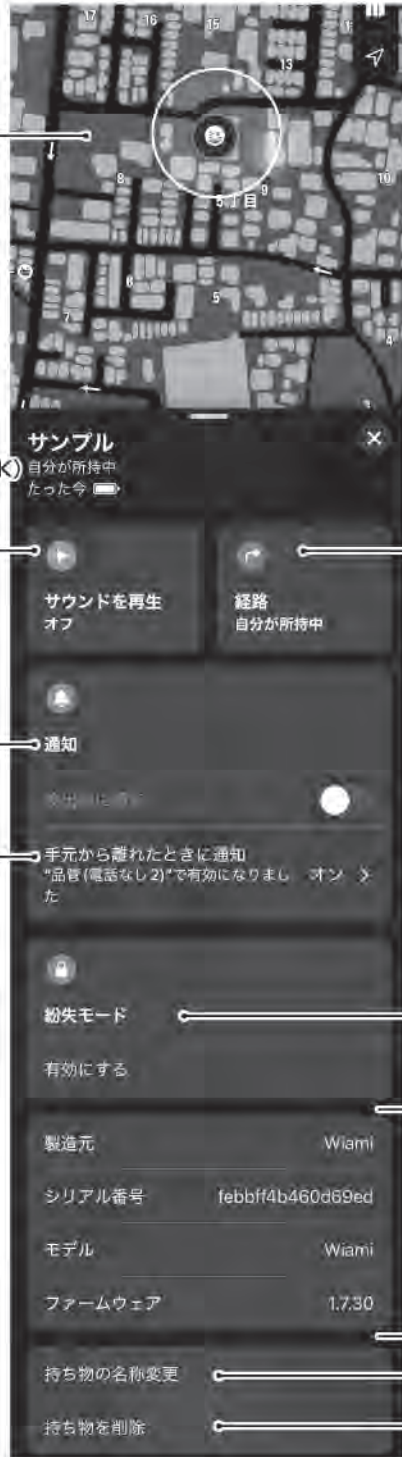 17
16
15
13
8
9
10
5丁目
6
5
7
4
サンプル
K) 自分が所持中
たった今
サウンドを再生
オフ
経路
自分が所持中
通知
手元から離れたときに通知
"品管(電話なし2)"で有効になりまし
た
オン
紛失モード
有効にする
製造元 Wiami
シリアル番号 febbff4b460d69ed
モデル Wiami
ファームウェア 1.7.30
持ち物の名称変更
持ち物を削除